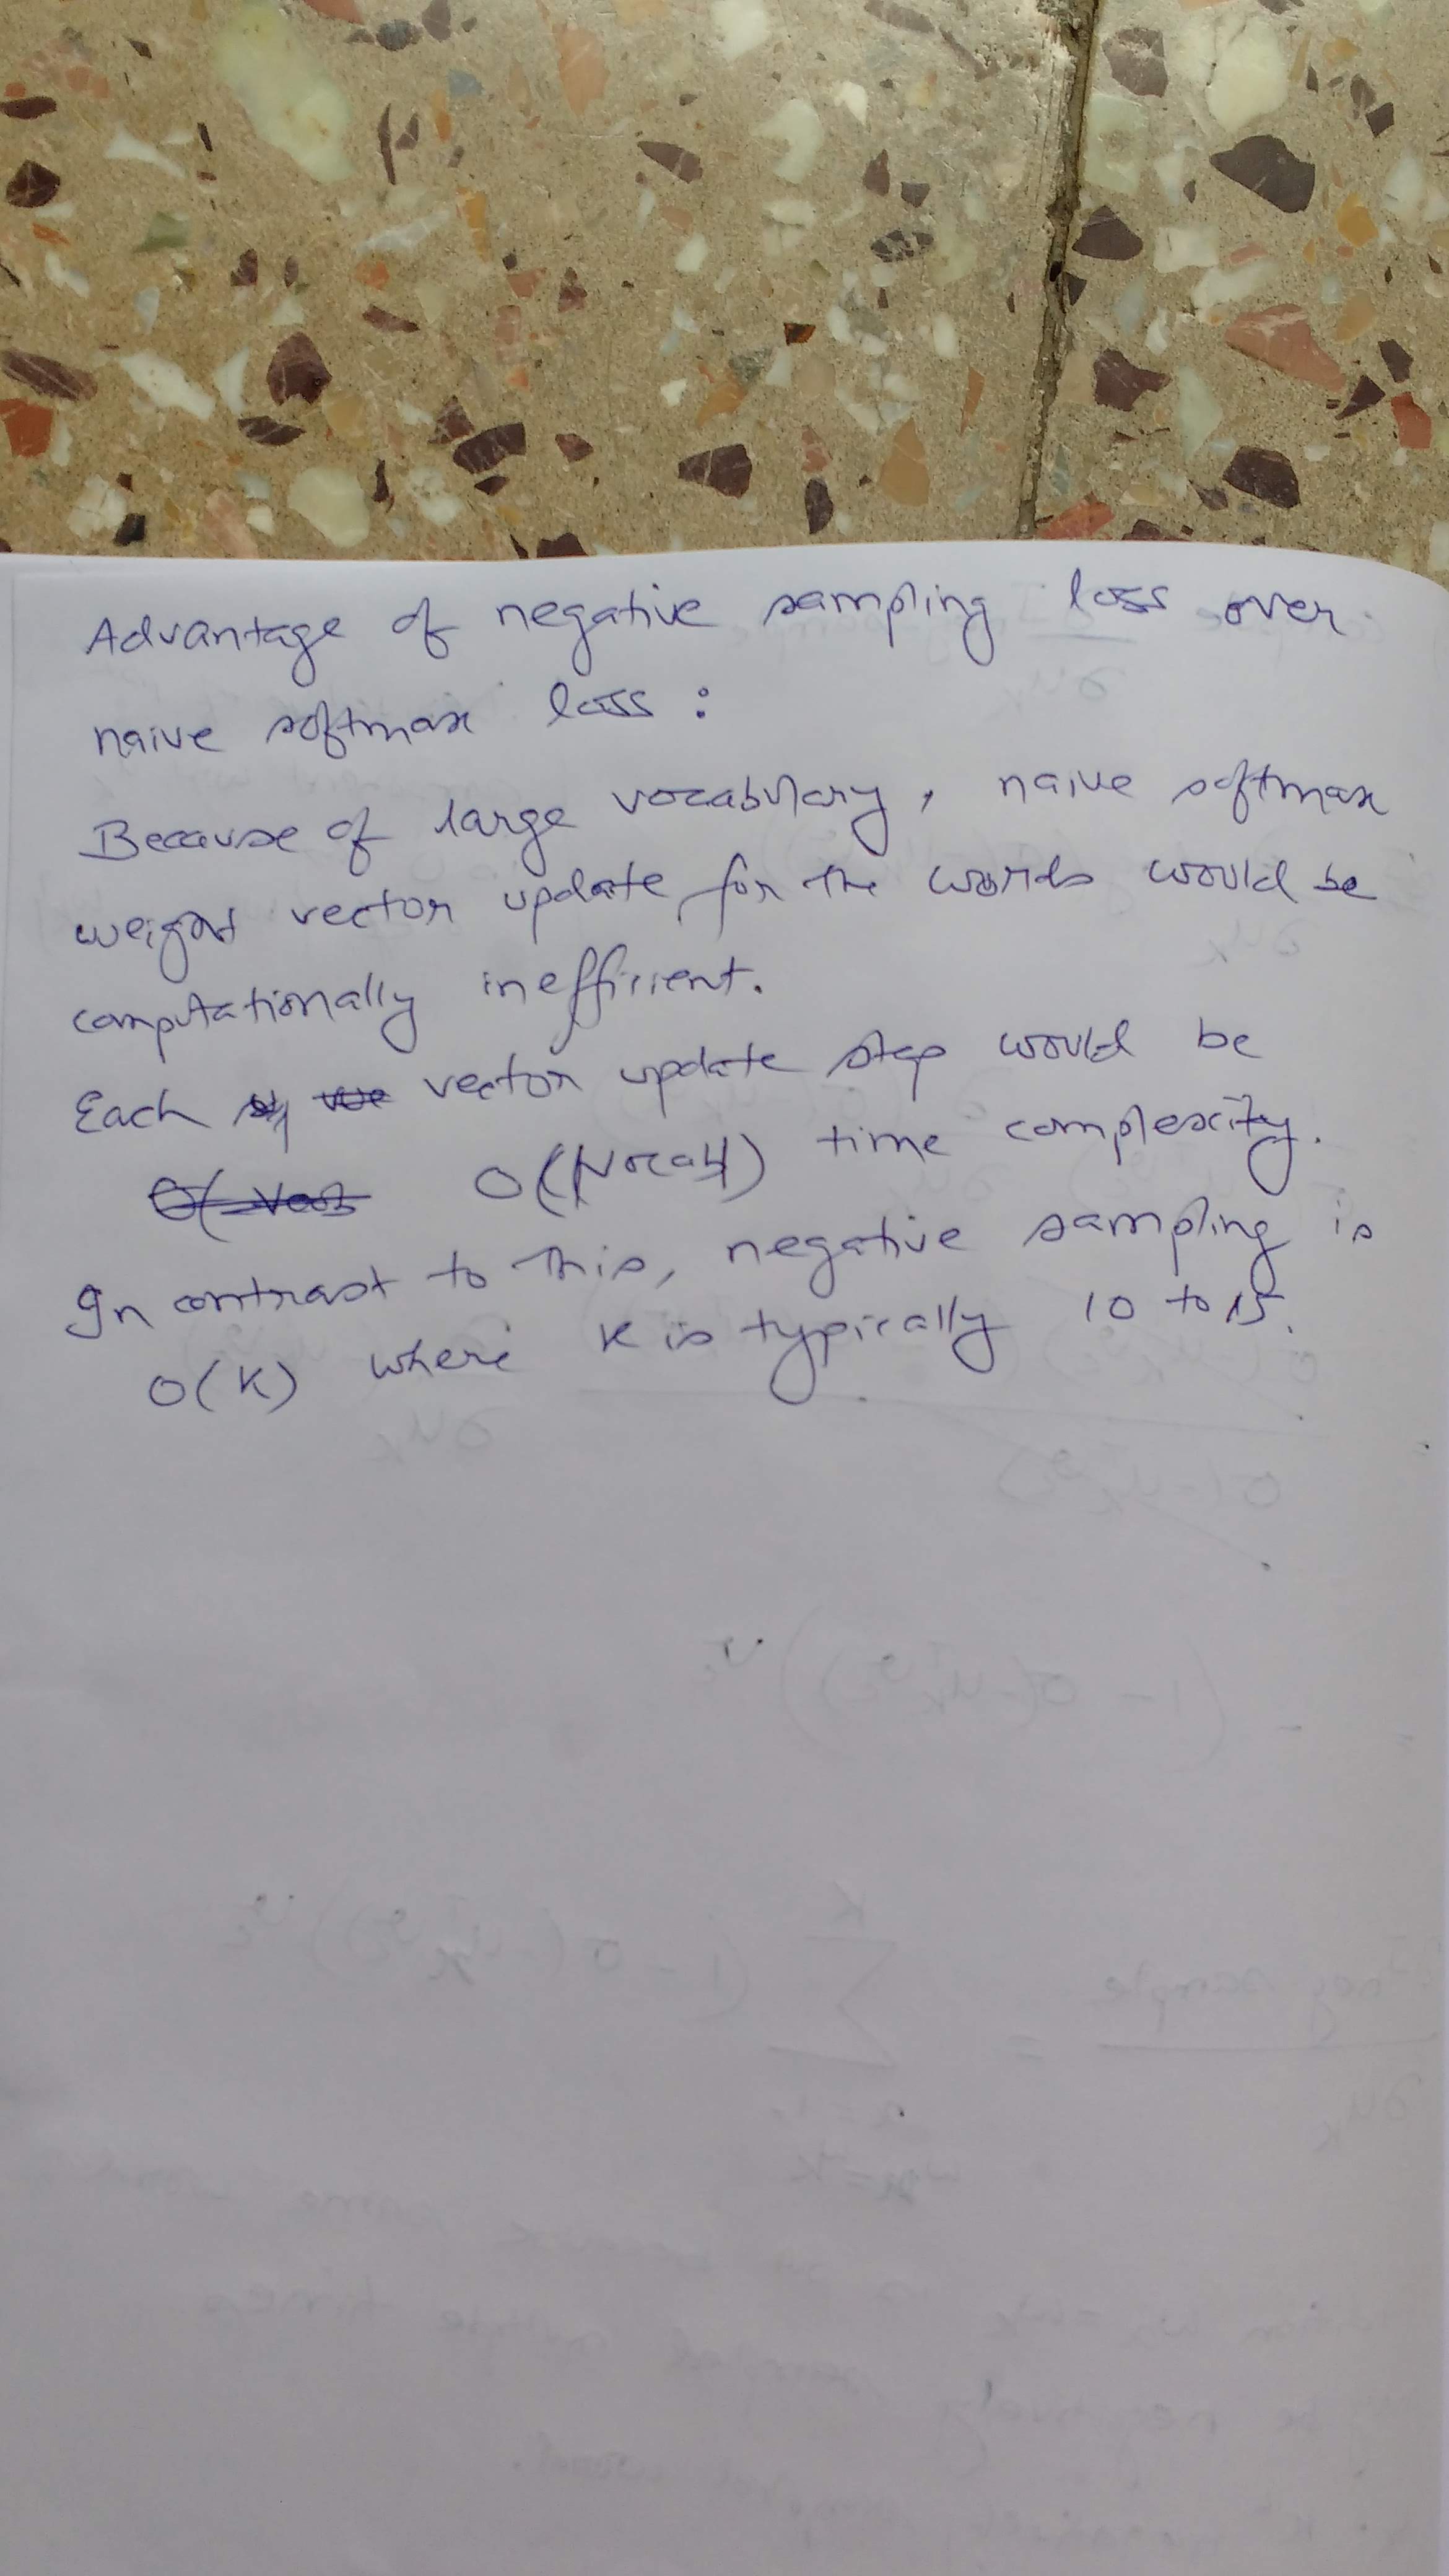 Advantage of negative sampling loss over
naive softmax loss :
Because of large vocabulary, naive softmax
weight vector update for the words would be
computationally inefficient.
Each vector update step would be
O(|Vocab|) time complexity.
In contrast to this, negative sampling is
O(K) where K is typically 10 to 15.